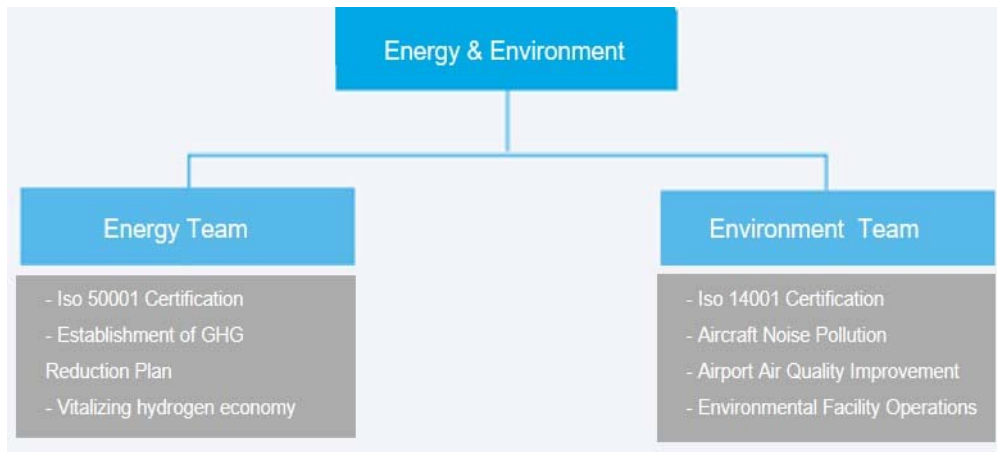 Energy & Environment
Energy Team
- Iso 50001 Certification
- Establishment of GHG
Reduction Plan
- Vitalizing hydrogen economy
Environment Team
- Iso 14001 Certification
- Aircraft Noise Pollution
- Airport Air Quality Improvement
- Environmental Facility Operations